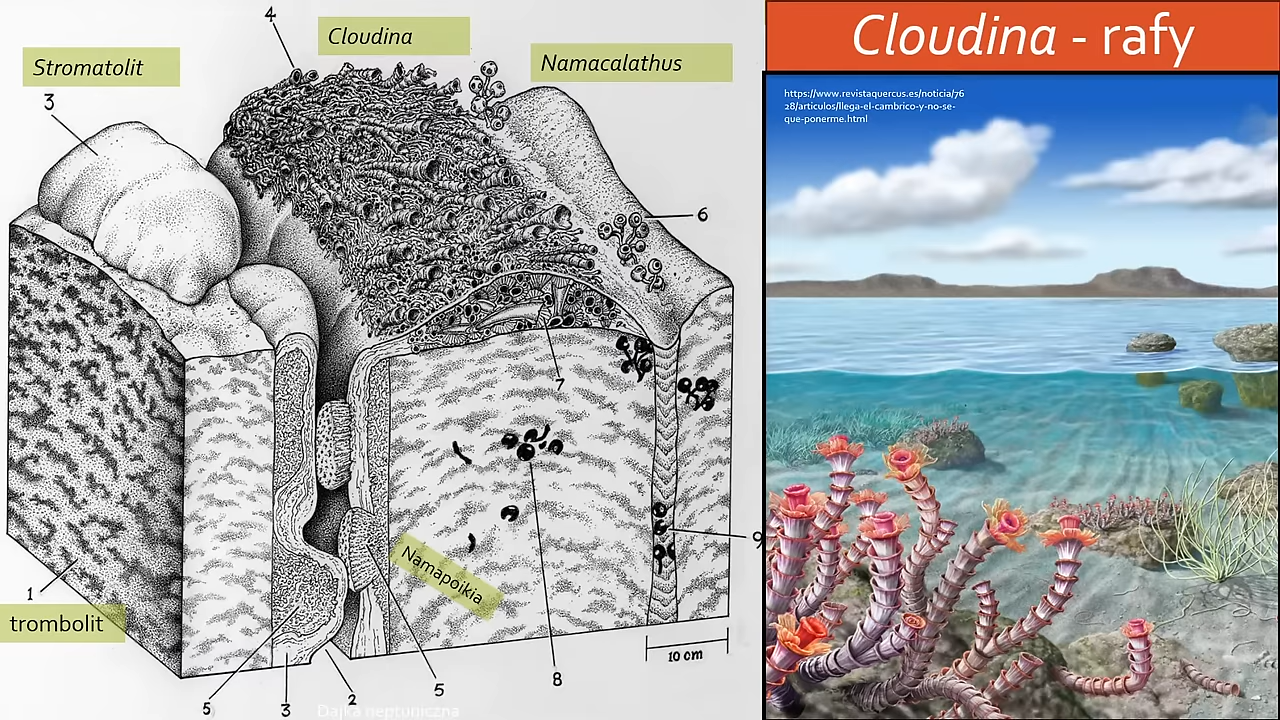 4
Cloudina
Stromatolit
Namacalathus
3
6
7
9
Namapoikia
1
trombolit
10 cm
5
3
2
5
8
Dajka neptuniczna
Cloudina - rafy
https://www.revistaquercus.es/noticia/76
28/articulos/llega-el-cambrico-y-no-se-
que-ponerme.html